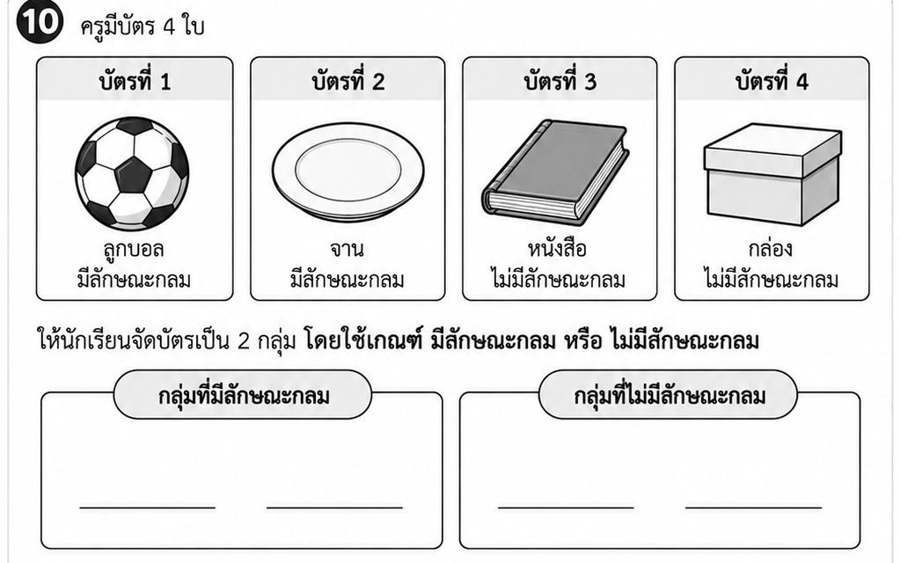 10 ครูมีบัตร 4 ใบ
บัตรที่ 1
บัตรที่ 2
บัตรที่ 3
บัตรที่ 4
ลูกบอล
มีลักษณะกลม
จาน
มีลักษณะกลม
หนังสือ
ไม่มีลักษณะกลม
กล่อง
ไม่มีลักษณะกลม
ให้นักเรียนจัดบัตรเป็น 2 กลุ่ม โดยใช้เกณฑ์ มีลักษณะกลม หรือ ไม่มีลักษณะกลม
กลุ่มที่มีลักษณะกลม
กลุ่มที่ไม่มีลักษณะกลม